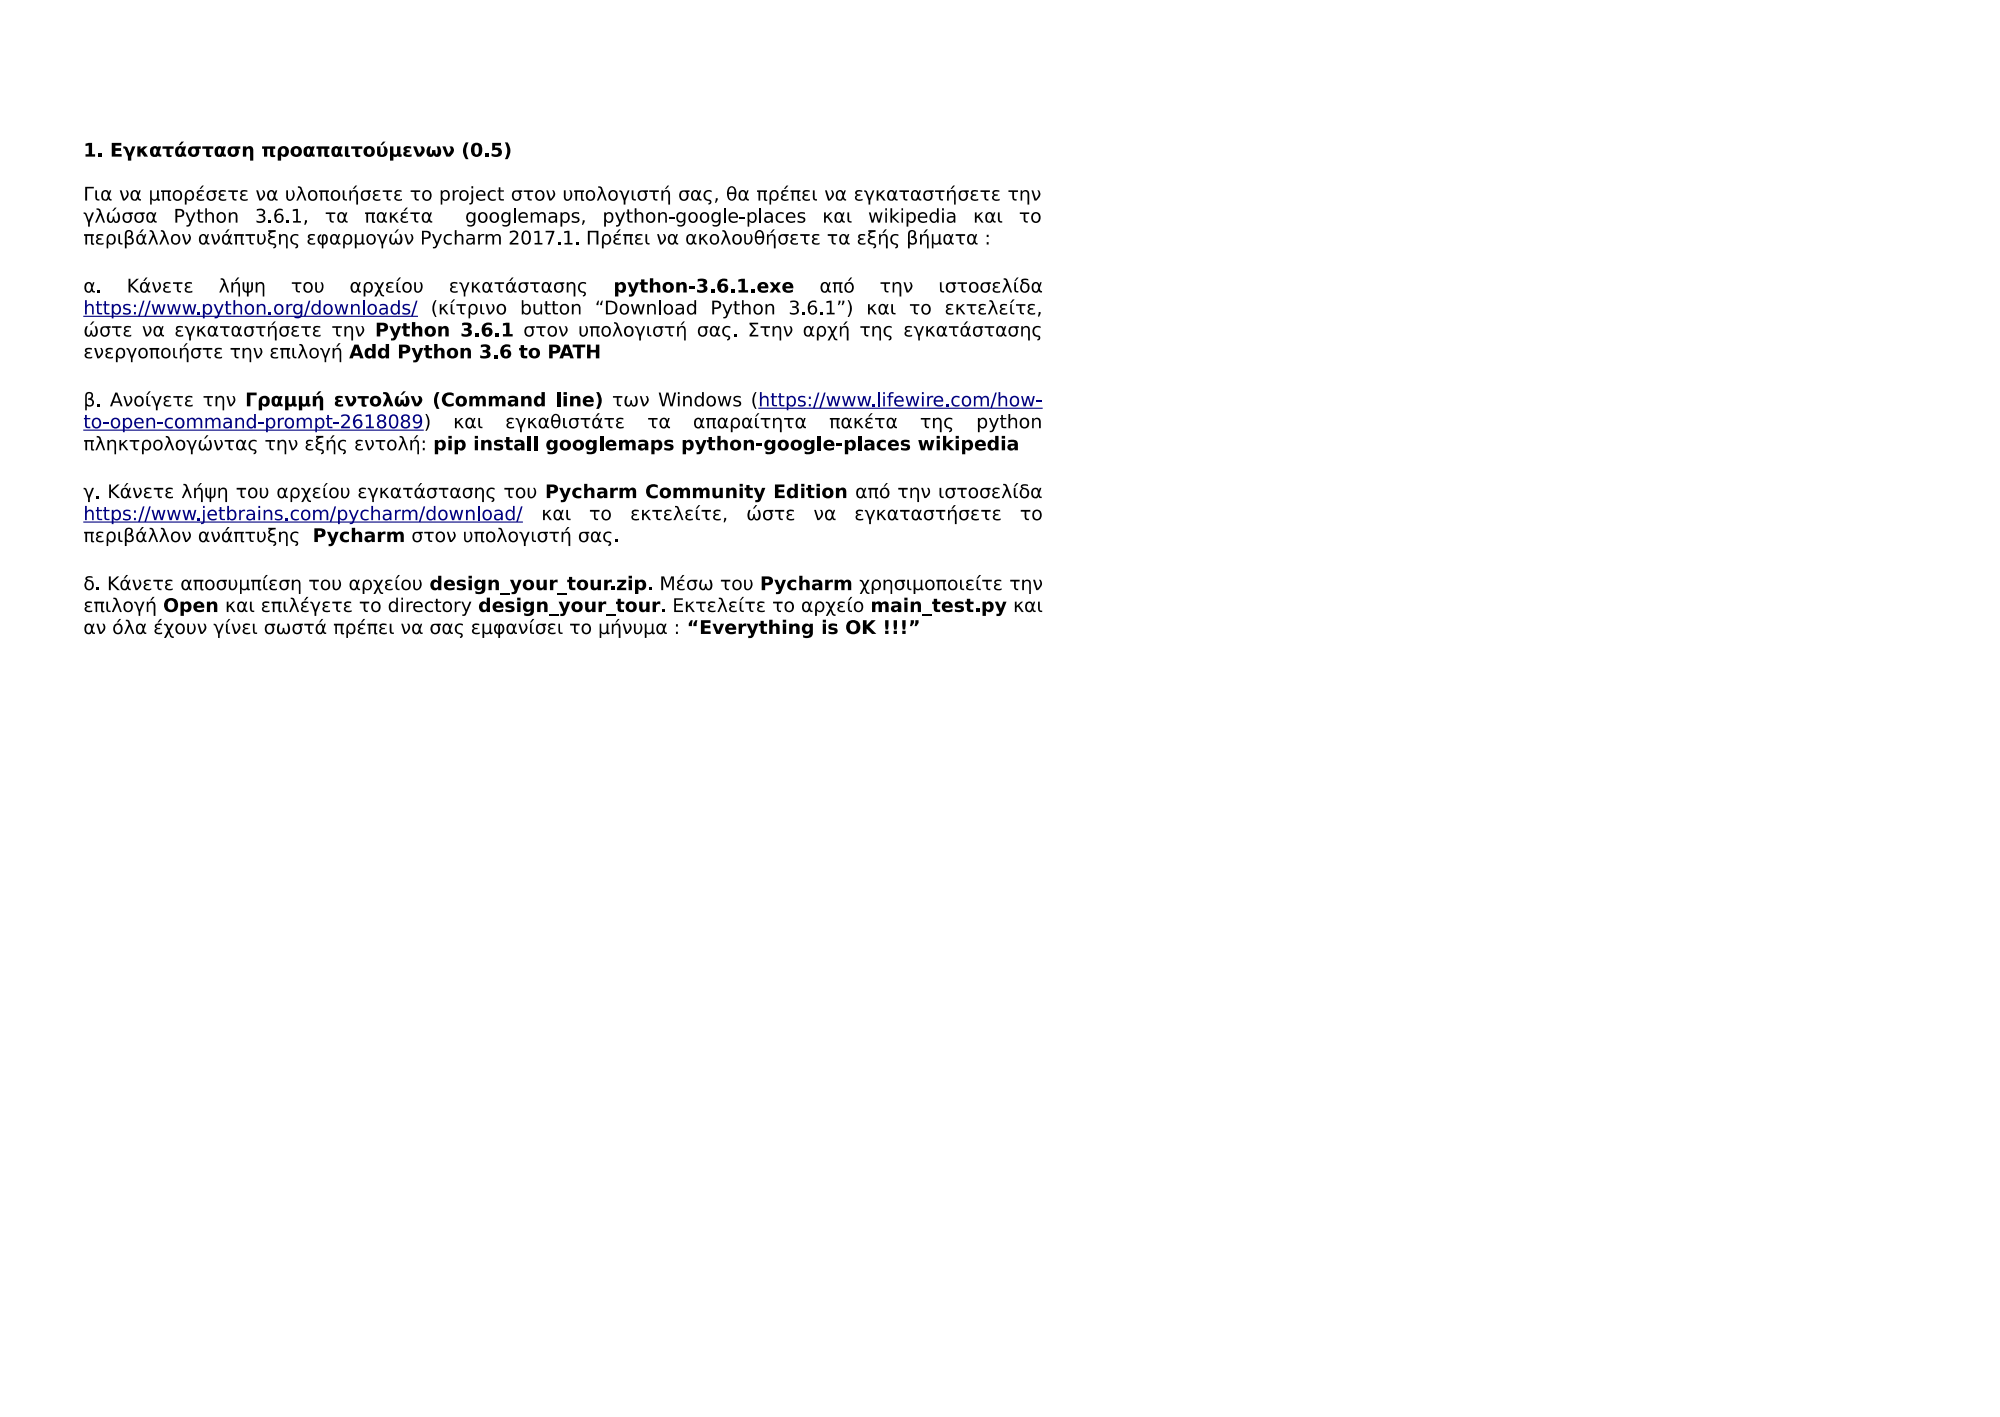 1. Εγκατάσταση προαπαιτούμενων (0.5)
Για να μπορέσετε να υλοποιήσετε το project στον υπολογιστή σας, θα πρέπει να εγκαταστήσετε την
γλώσσα Python 3.6.1, τα πακέτα googlemaps, python-google-places και wikipedia και το
περιβάλλον ανάπτυξης εφαρμογών Pycharm 2017.1. Πρέπει να ακολουθήσετε τα εξής βήματα :
α. Κάνετε λήψη του αρχείου εγκατάστασης python-3.6.1.exe από την ιστοσελίδα
https://www.python.org/downloads/ (κίτρινο button “Download Python 3.6.1”) και το εκτελείτε,
ώστε να εγκαταστήσετε την Python 3.6.1 στον υπολογιστή σας. Στην αρχή της εγκατάστασης
ενεργοποιήστε την επιλογή Add Python 3.6 to PATH
β. Ανοίγετε την Γραμμή εντολών (Command line) των Windows (https://www.lifewire.com/how-
to-open-command-prompt-2618089) και εγκαθιστάτε τα απαραίτητα πακέτα της python
πληκτρολογώντας την εξής εντολή: pip install googlemaps python-google-places wikipedia
γ. Κάνετε λήψη του αρχείου εγκατάστασης του Pycharm Community Edition από την ιστοσελίδα
https://www.jetbrains.com/pycharm/download/ και το εκτελείτε, ώστε να εγκαταστήσετε το
περιβάλλον ανάπτυξης Pycharm στον υπολογιστή σας.
δ. Κάνετε αποσυμπίεση του αρχείου design_your_tour.zip. Μέσω του Pycharm χρησιμοποιείτε την
επιλογή Open και επιλέγετε το directory design_your_tour. Εκτελείτε το αρχείο main_test.py και
αν όλα έχουν γίνει σωστά πρέπει να σας εμφανίσει το μήνυμα : “Everything is OK !!!”